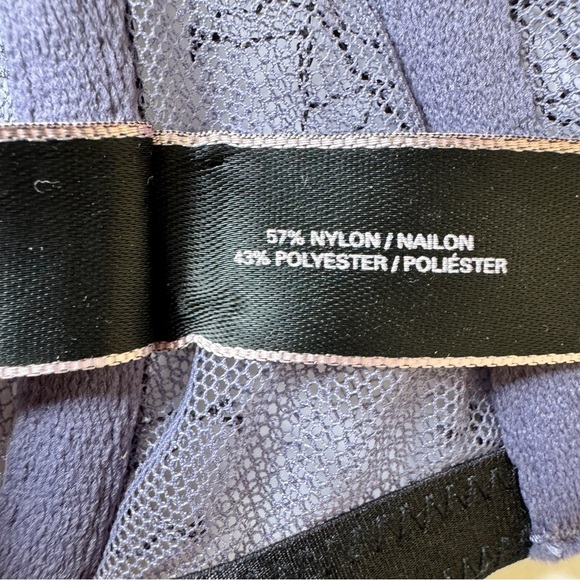 57% NYLON / NAILON
43% POLYESTER / POLIÉSTER